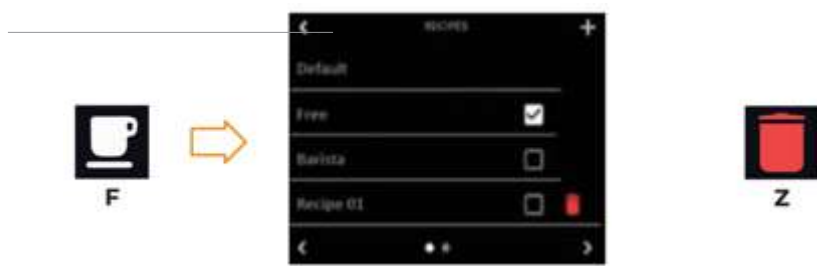 RECIPES
Default
Free
Barista
Recipe 01
F
Z